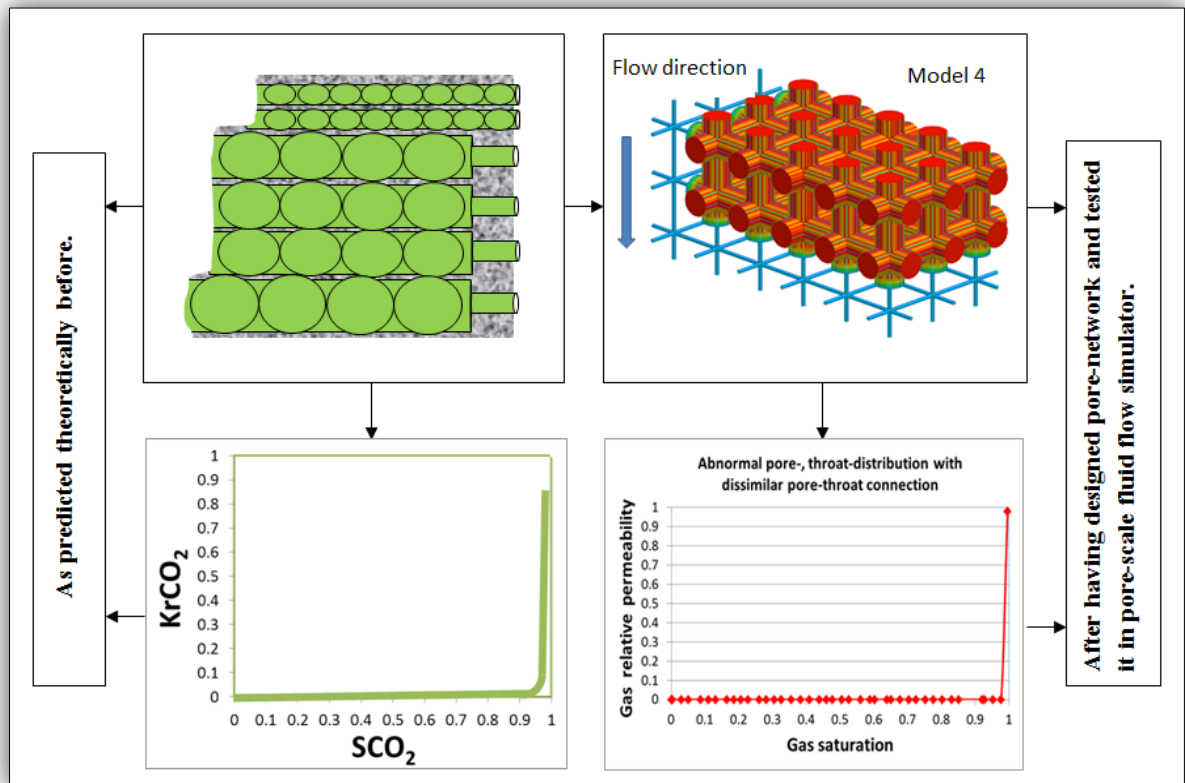 As predicted theoretically before.
Flow direction
Model 4
After having designed pore-network and tested
it in pore-scale fluid flow simulator.
KrCO₂
1
0.9
0.8
0.7
0.6
0.5
0.4
0.3
0.2
0.1
0
0 0.1 0.2 0.3 0.4 0.5 0.6 0.7 0.8 0.9 1
SCO₂
Abnormal pore-, throat-distribution with
dissimilar pore-throat connection
Gas relative permeability
1
0.9
0.8
0.7
0.6
0.5
0.4
0.3
0.2
0.1
0
0 0.1 0.2 0.3 0.4 0.5 0.6 0.7 0.8 0.9 1
Gas saturation